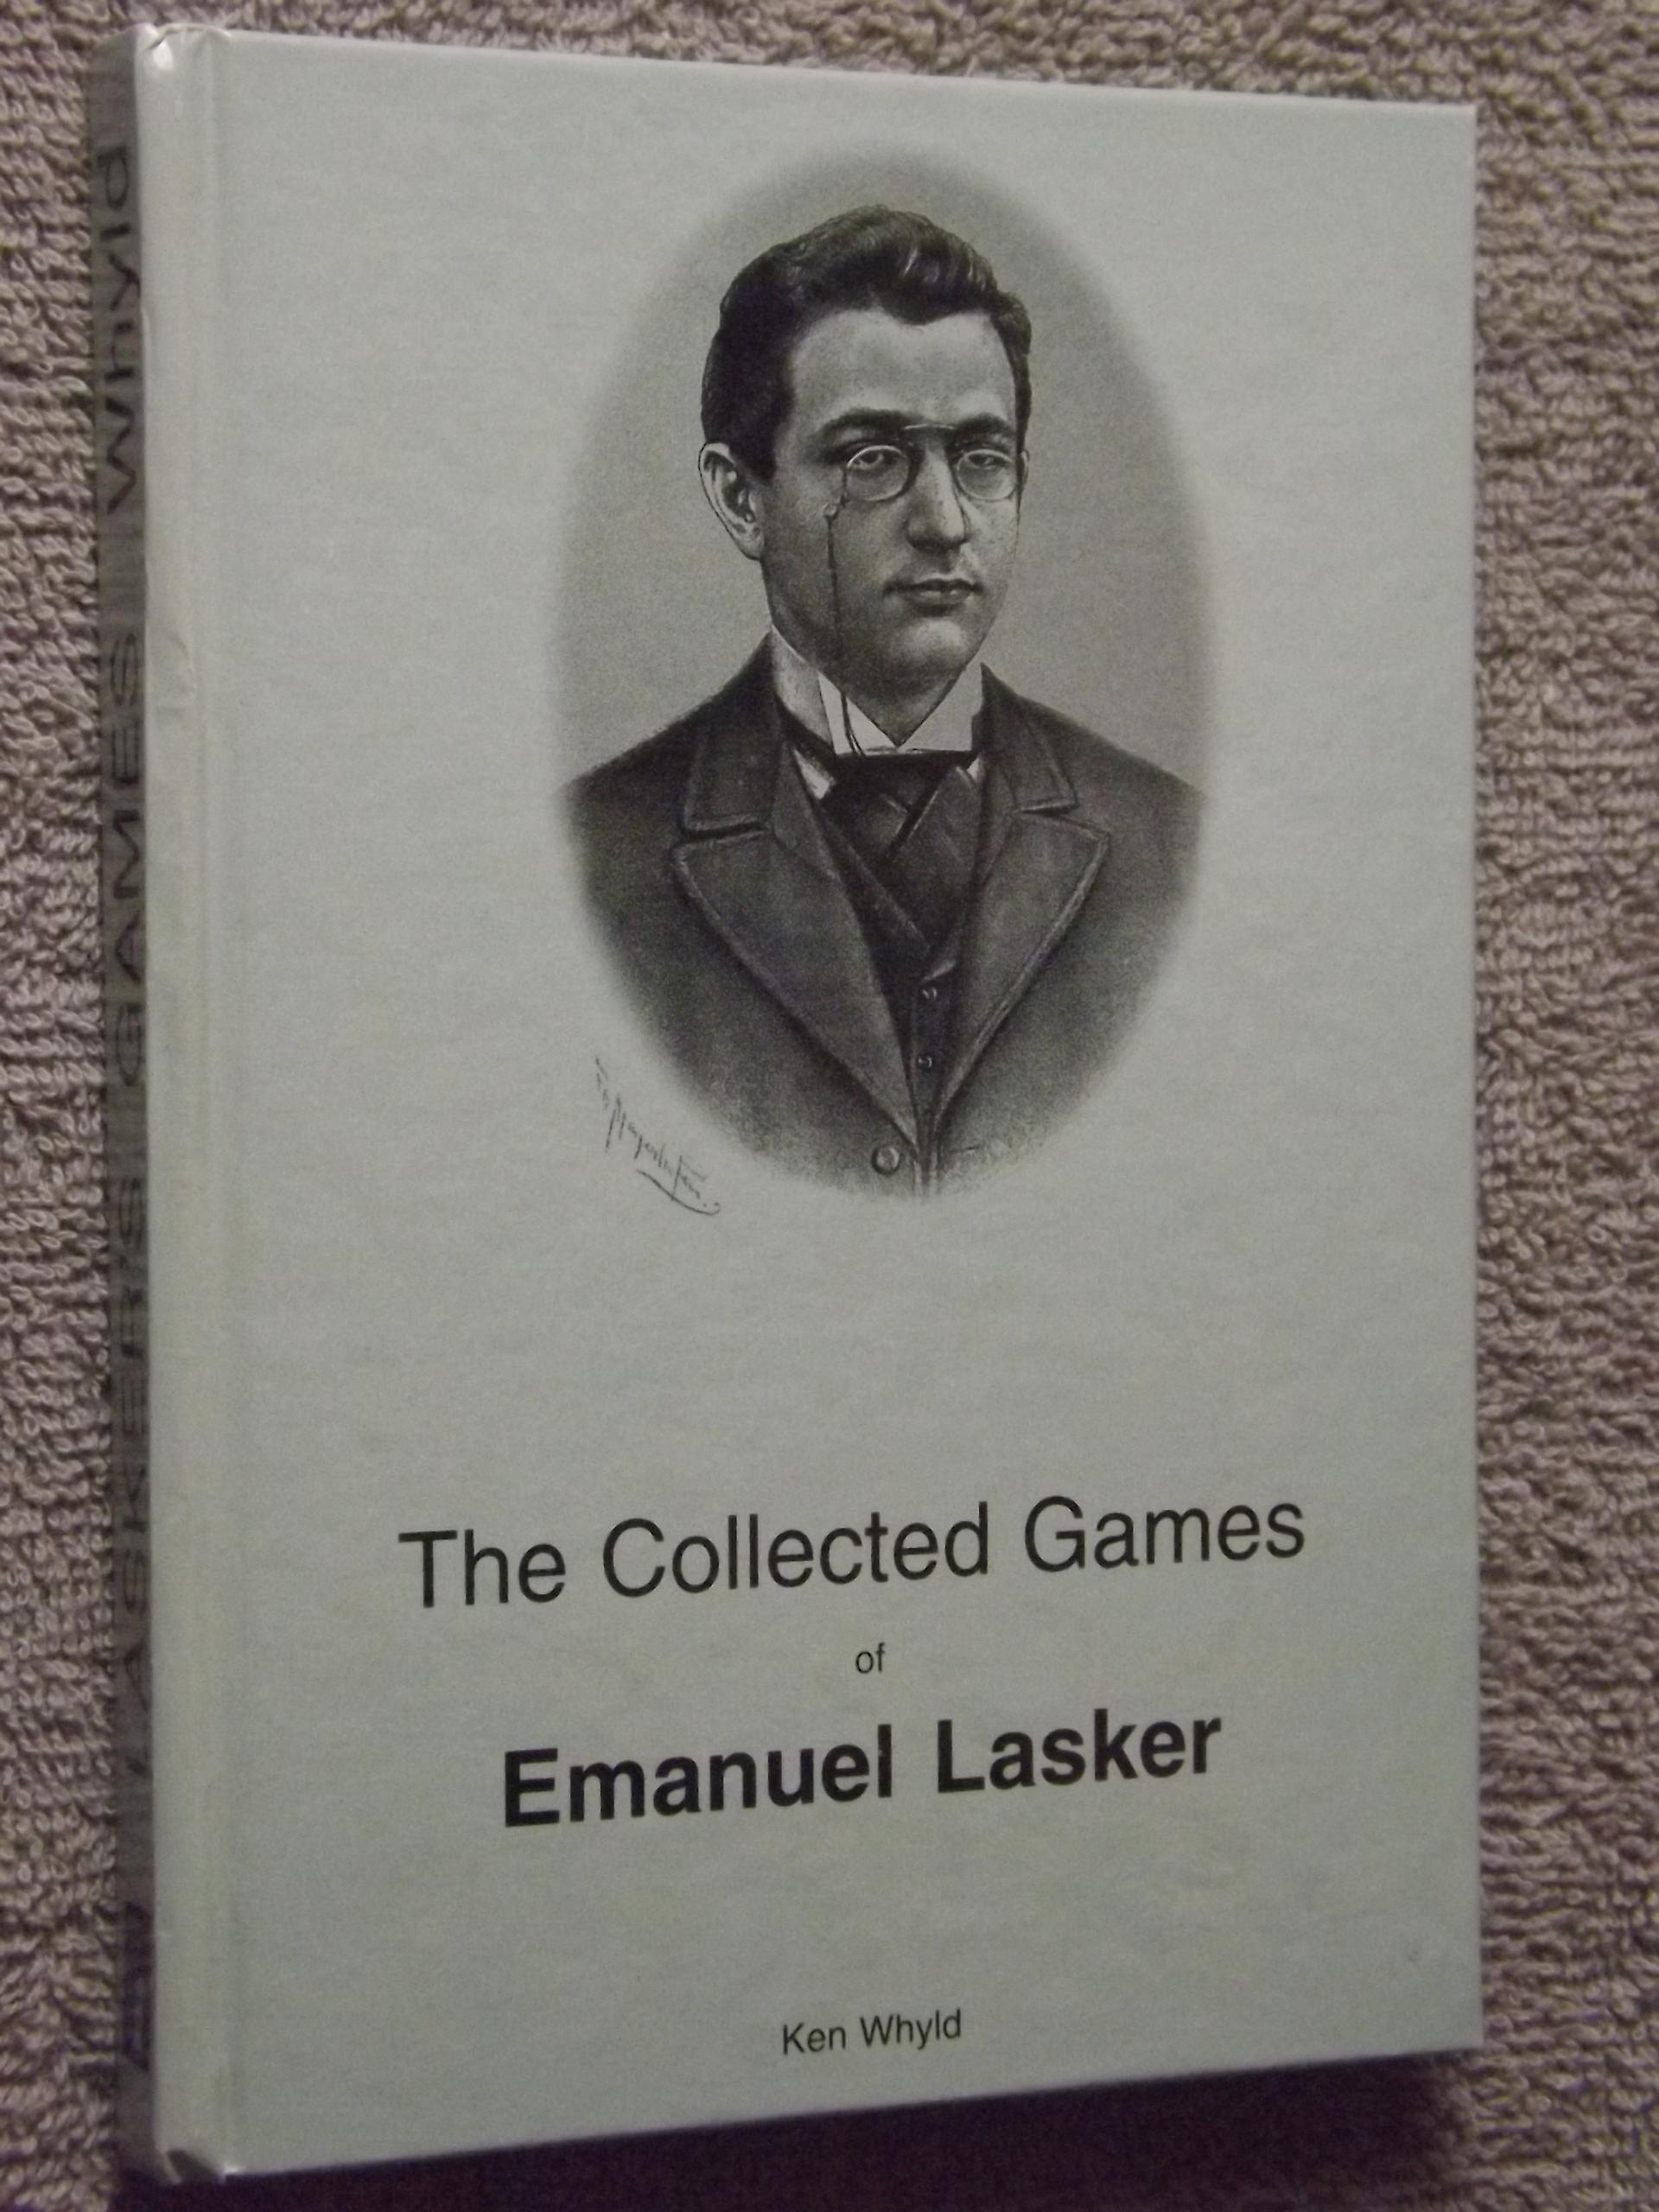 The Collected Games
of
Emanuel Lasker
Ken Whyld
LASKER'S GAMES Whyld